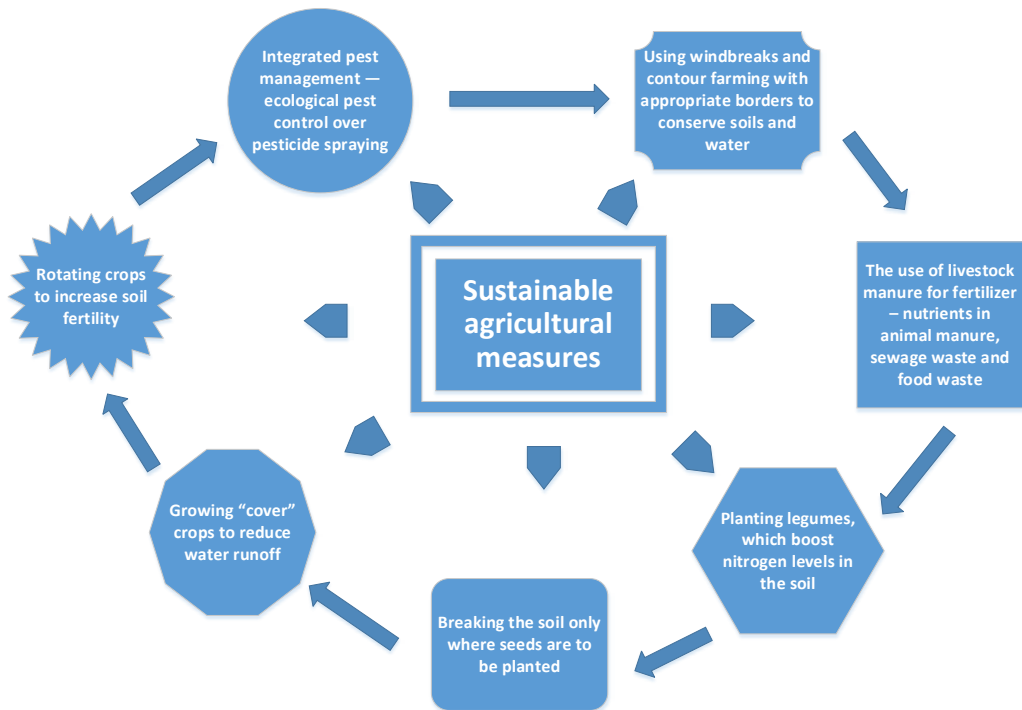 Integrated pest
management —
ecological pest
control over
pesticide spraying
Using windbreaks and
contour farming with
appropriate borders to
conserve soils and
water
Rotating crops
to increase soil
fertility
Sustainable
agricultural
measures
The use of livestock
manure for fertilizer
– nutrients in
animal manure,
sewage waste and
food waste
Growing “cover”
crops to reduce
water runoff
Planting legumes,
which boost
nitrogen levels in
the soil
Breaking the soil only
where seeds are to
be planted